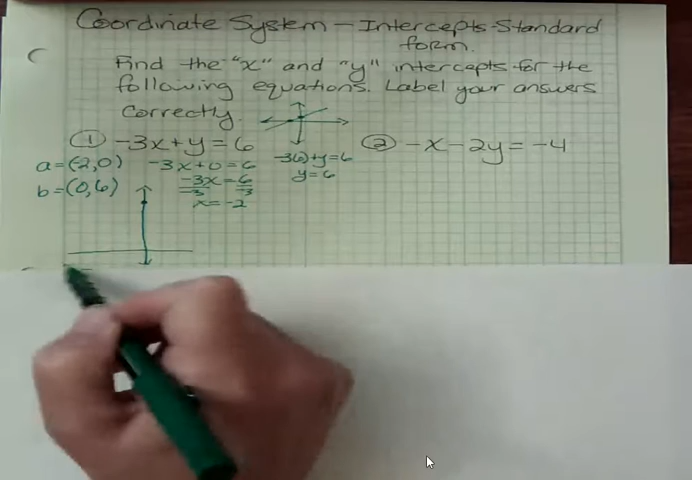 Coordinate System - Intercepts-Standard
form.
Find the "x" and "y" intercepts for the
following equations. Label your answers
Correctly.
① -3x+y=6
a=(-2,0)
b=(0,6)
-3x+0=6
-3x=6
-3 -3
x=-2
-3(0)+y=6
y=6
② -x-2y=-4